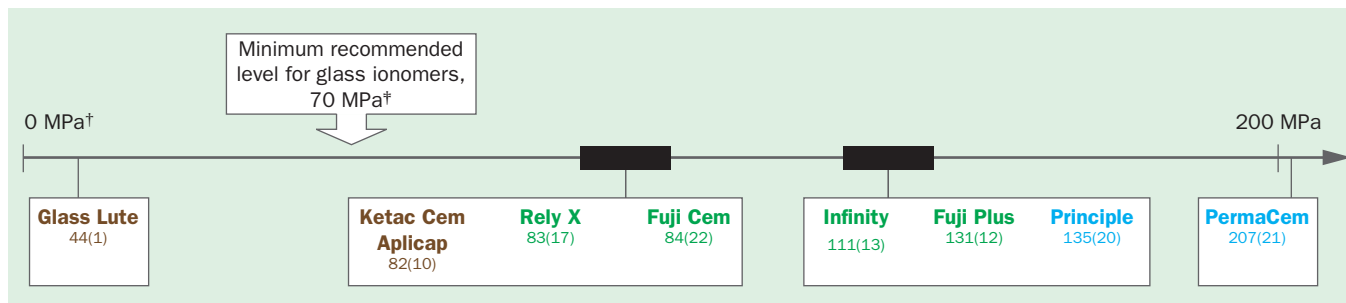 Minimum recommended
level for glass ionomers,
70 MPa‡
0 MPa†
200 MPa
Glass Lute
44(1)
Ketac Cem
Aplicap
82(10)
Rely X
83(17)
Fuji Cem
84(22)
Infinity
111(13)
Fuji Plus
131(12)
Principle
135(20)
PermaCem
207(21)